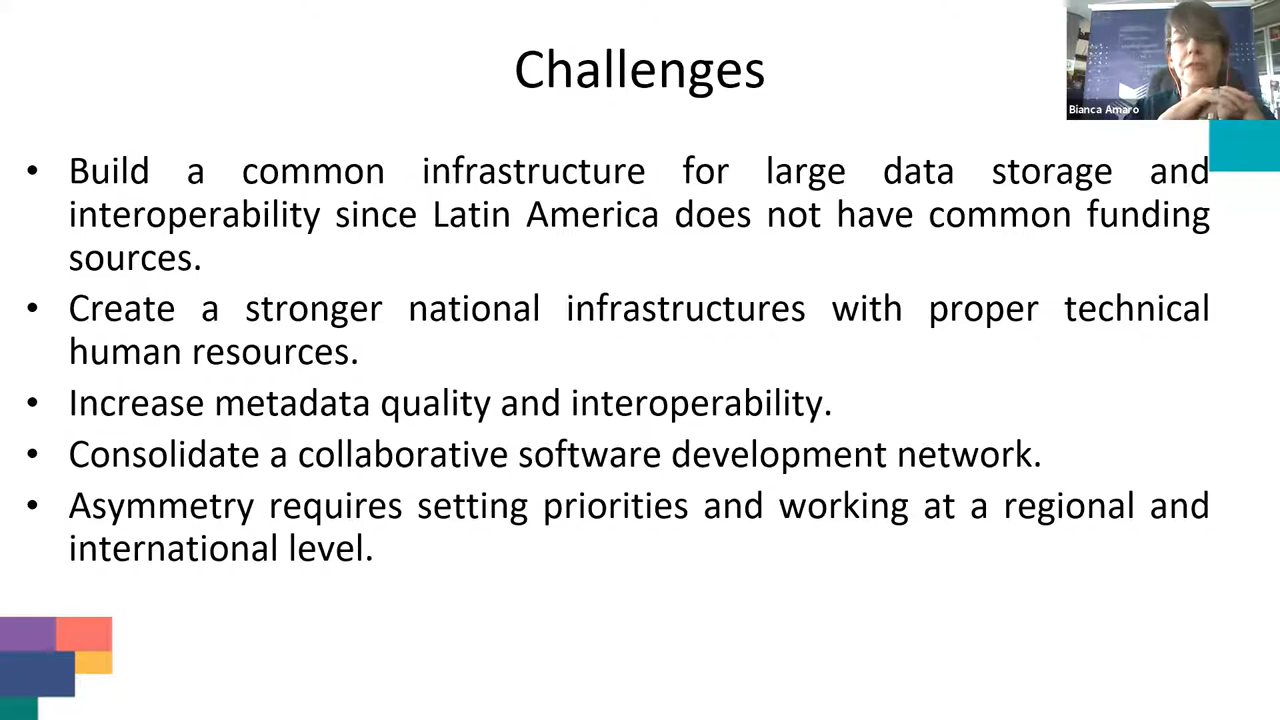 Challenges
Bianca Amaro
• Build a common infrastructure for large data storage and
interoperability since Latin America does not have common funding
sources.
• Create a stronger national infrastructures with proper technical
human resources.
• Increase metadata quality and interoperability.
• Consolidate a collaborative software development network.
• Asymmetry requires setting priorities and working at a regional and
international level.